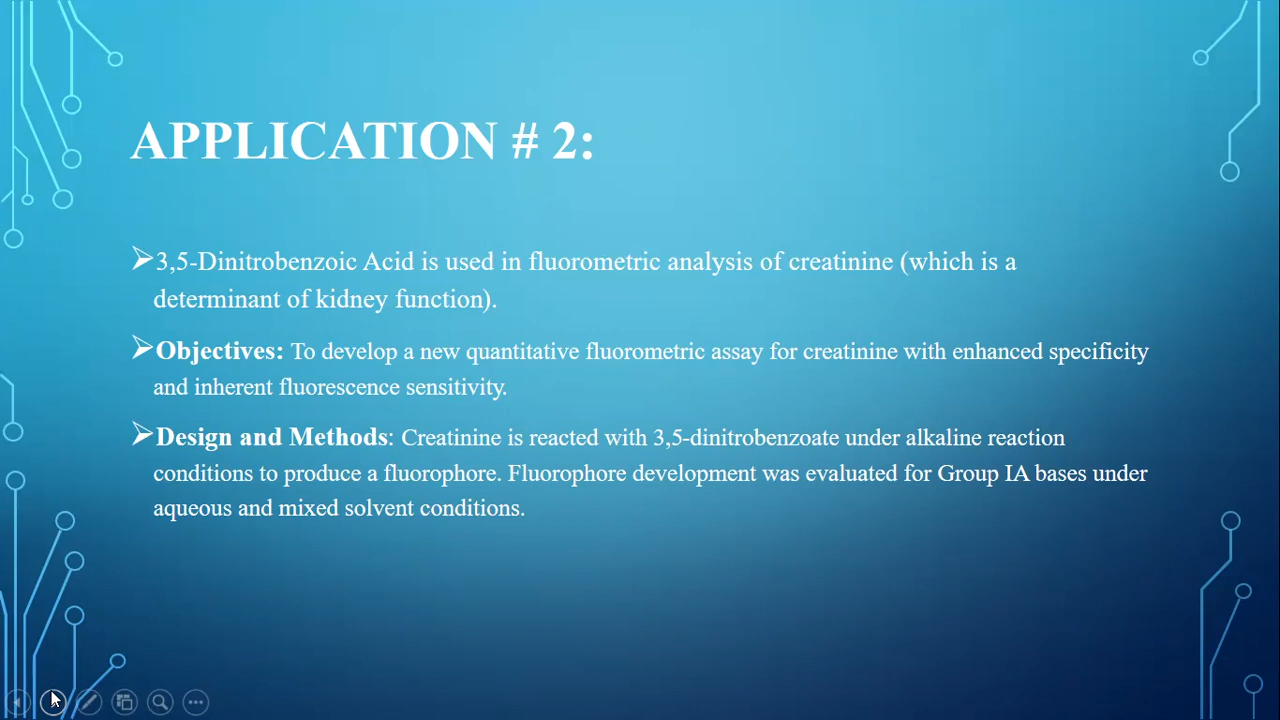 APPLICATION # 2:
➢3,5-Dinitrobenzoic Acid is used in fluorometric analysis of creatinine (which is a
determinant of kidney function).
➢Objectives: To develop a new quantitative fluorometric assay for creatinine with enhanced specificity
and inherent fluorescence sensitivity.
➢Design and Methods: Creatinine is reacted with 3,5-dinitrobenzoate under alkaline reaction
conditions to produce a fluorophore. Fluorophore development was evaluated for Group IA bases under
aqueous and mixed solvent conditions.